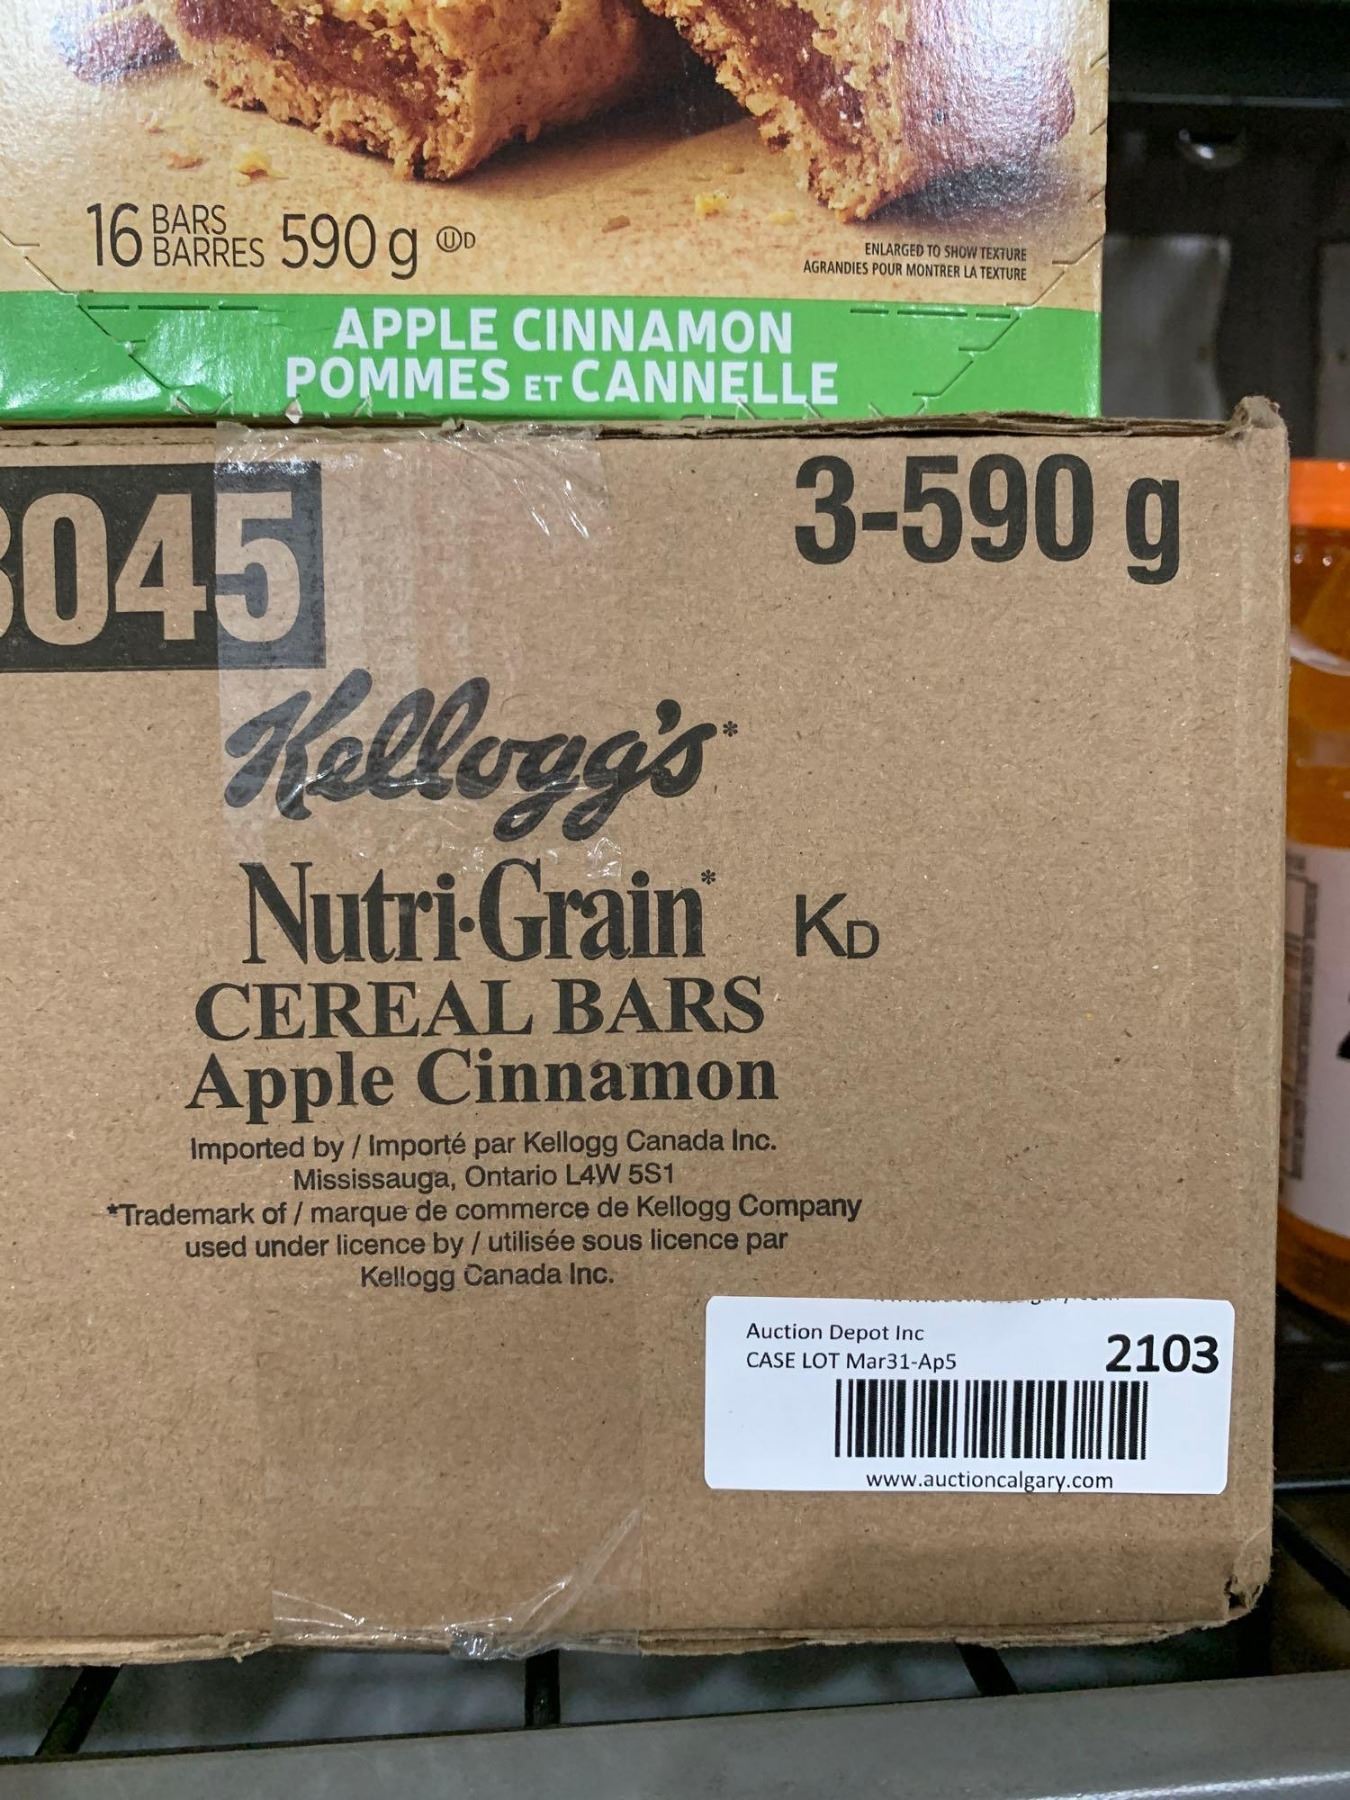 16 BARS BARRES 590 g UD
ENLARGED TO SHOW TEXTURE
AGRANDIES POUR MONTRER LA TEXTURE
APPLE CINNAMON
POMMES ET CANNELLE
045
3-590 g
Kellogg's*
Nutri-Grain* KD
CEREAL BARS
Apple Cinnamon
Imported by / Importé par Kellogg Canada Inc.
Mississauga, Ontario L4W 5S1
*Trademark of / marque de commerce de Kellogg Company
used under licence by / utilisée sous licence par
Kellogg Canada Inc.
Auction Depot Inc
CASE LOT Mar31-Ap5
2103
www.auctioncalgary.com